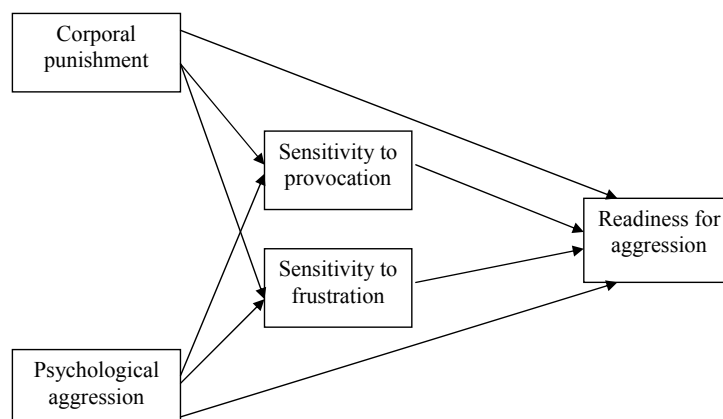 Corporal
punishment
Sensitivity to
provocation
Readiness for
aggression
Sensitivity to
frustration
Psychological
aggression